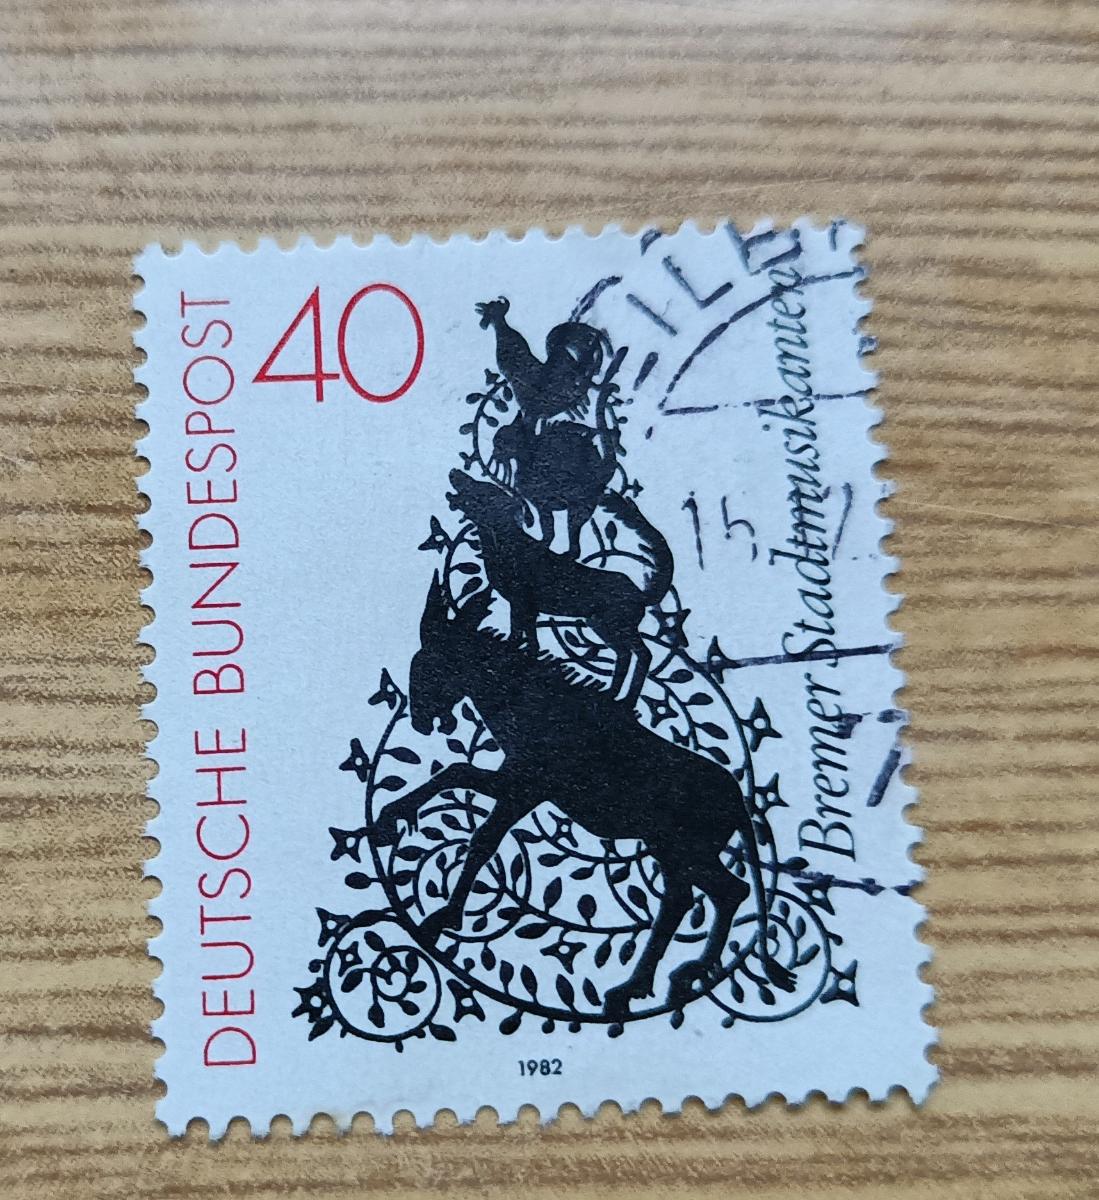 DEUTSCHE BUNDESPOST
40
Bremer Stadtmusikanten
1982